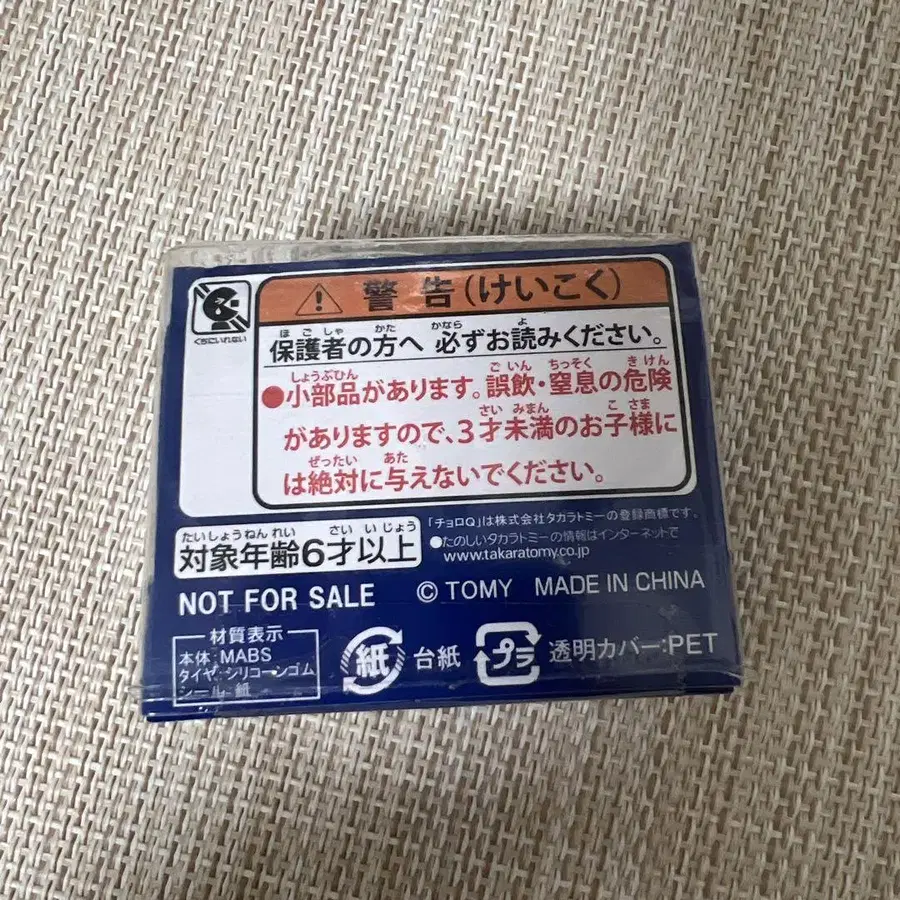 くちにいれない
警告(けいこく)
ほごしゃ かた かなら よ
保護者の方へ 必ずお読みください。
しょうぶひん ごいん ちっそく きけん
●小部品があります。誤飲・窒息の危険
さい みまん こさま
がありますので、3才未満のお子様に
ぜったい あた
は絶対に与えないでください。
「チョロQ」は株式会社タカラトミーの登録商標です。
●たのしいタカラトミーの情報はインターネットで
www.takaratomy.co.jp
たいしょうねんれい さいいじょう
対象年齢6才以上
NOT FOR SALE © TOMY MADE IN CHINA
材質表示
本体:MABS
タイヤ:シリコーンゴム
シール:紙
紙 台紙
プラ 透明カバー:PET